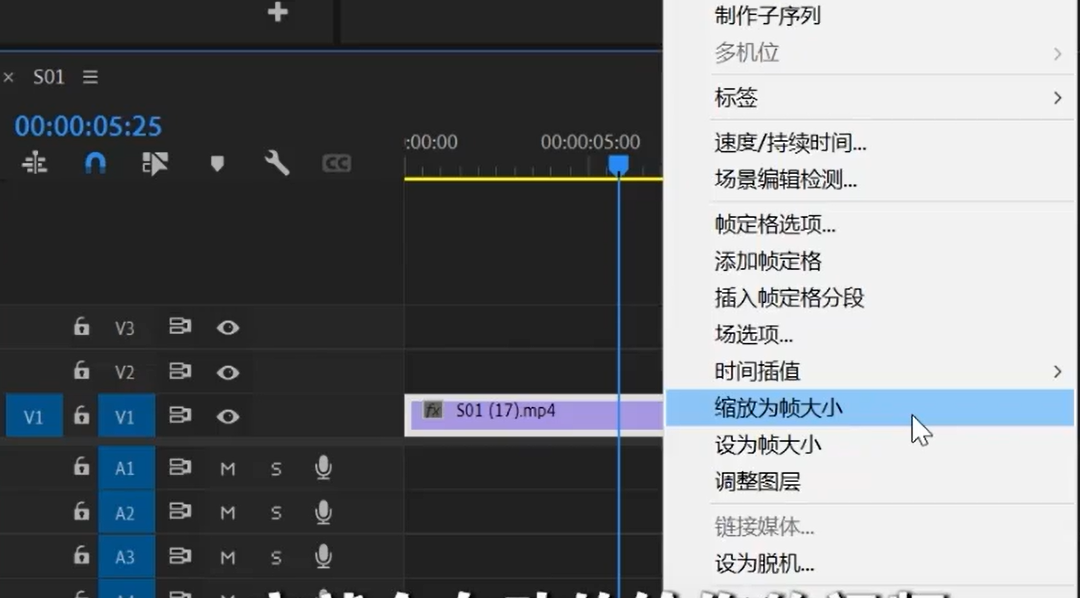 制作子序列
多机位
标签
速度/持续时间...
场景编辑检测...
帧定格选项...
添加帧定格
插入帧定格分段
场选项...
时间插值
缩放为帧大小
设为帧大小
调整图层
链接媒体...
设为脱机...
× S01
00:00:05:25
:00:00 00:00:05:00
CC
V3
V2
V1 V1 fx S01 (17).mp4
A1 M S
A2 M S
A3 M S